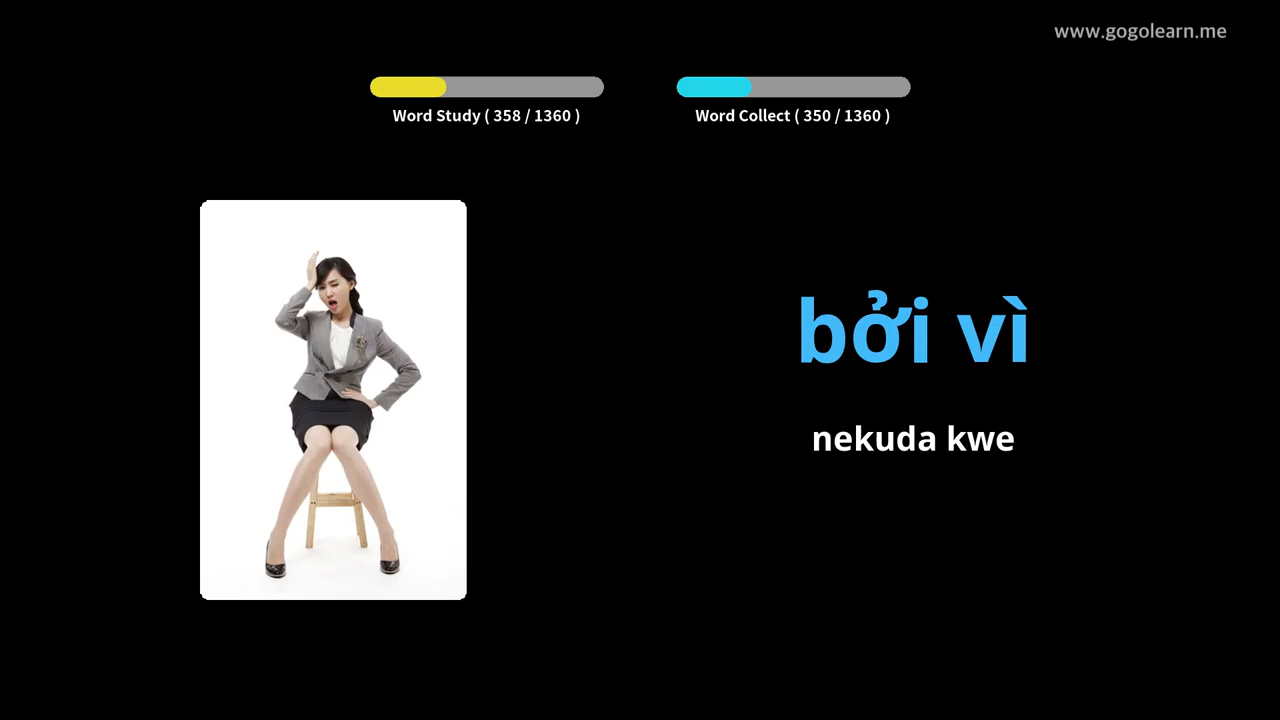 www.gogolearn.me
Word Study ( 358 / 1360 )
Word Collect ( 350 / 1360 )
bởi vì
nekuda kwe